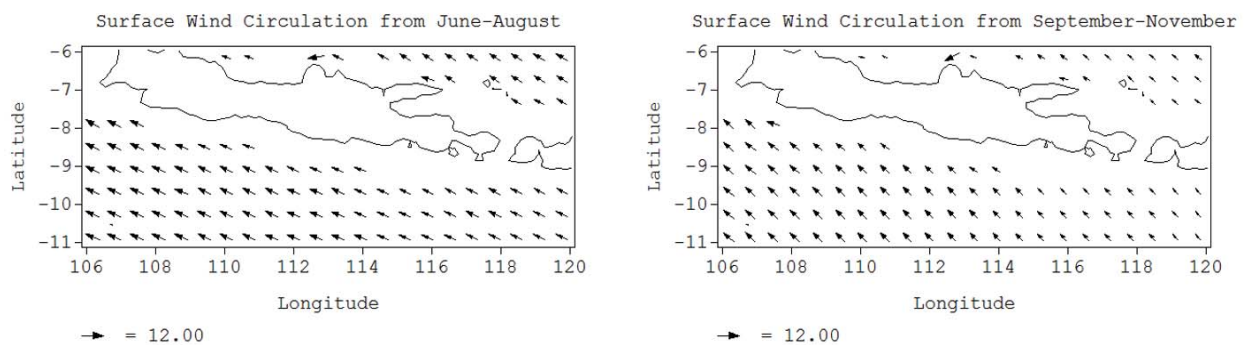 Surface Wind Circulation from June-August
-6
-7
-8
-9
-10
-11
Latitude
106 108 110 112 114 116 118 120
Longitude
= 12.00
Surface Wind Circulation from September-November
-6
-7
-8
-9
-10
-11
Latitude
106 108 110 112 114 116 118 120
Longitude
= 12.00